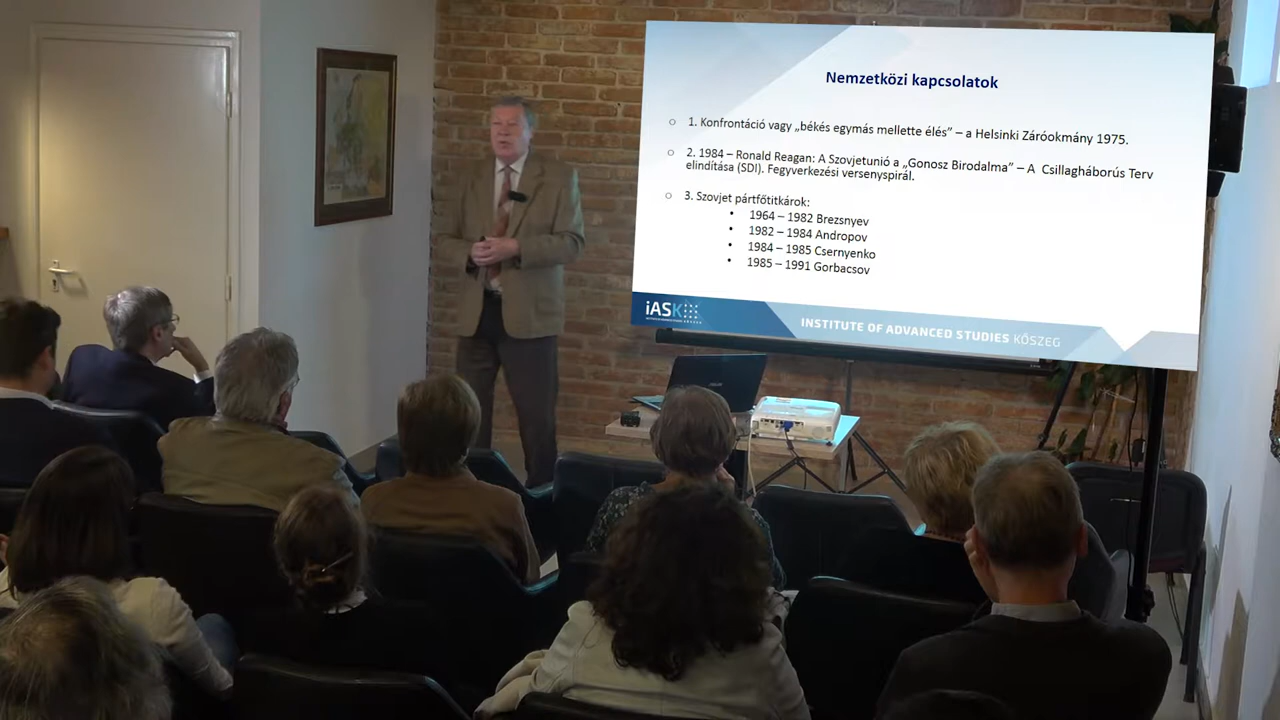 Nemzetközi kapcsolatok
1. Konfrontáció vagy „békés egymás mellette élés” – a Helsinki Záróokmány 1975.
2. 1984 – Ronald Reagan: A Szovjetunió a „Gonosz Birodalma” – A Csillagháborús Terv
elindítása (SDI). Fegyverkezési versenyspirál.
3. Szovjet pártfőtitkárok:
1964 – 1982 Brezsnyev
1982 – 1984 Andropov
1984 – 1985 Csernyenko
1985 – 1991 Gorbacsov
iASK
INSTITUTE OF ADVANCED STUDIES KŐSZEG